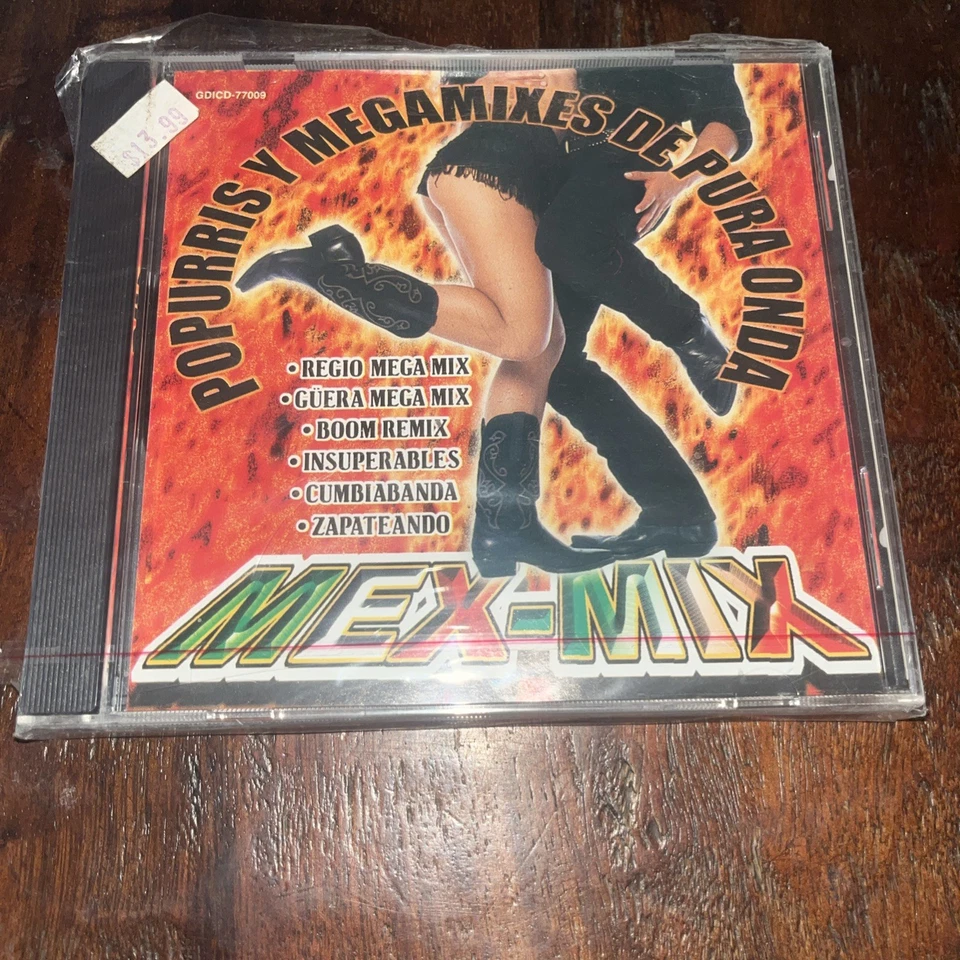 $13.99
GDICD-77009
POPURRIS Y MEGAMIXES DE PURA ONDA
• REGIO MEGA MIX
• GÜERA MEGA MIX
• BOOM REMIX
• INSUPERABLES
• CUMBIABANDA
• ZAPATEANDO
MEX-MIX